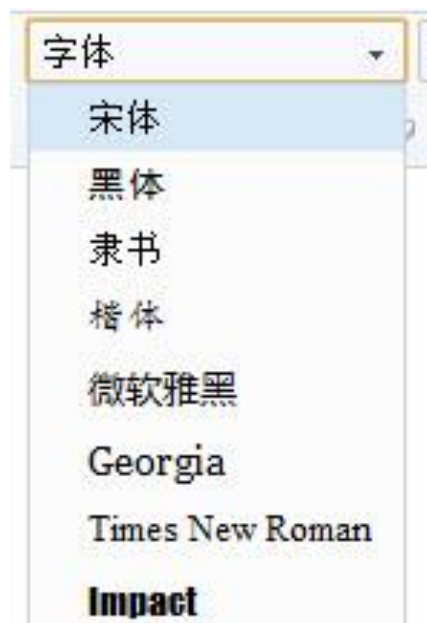 字体
宋体
黑体
隶书
楷体
微软雅黑
Georgia
Times New Roman
Impact